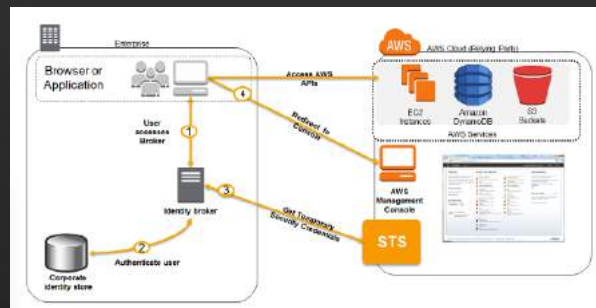 Enterprise
Browser or
Application
User
accesses
Broker
1
Identity broker
2
Authenticate user
Corporate
identity store
3
Get Temporary
Security Credentials
4
Access AWS
APIs
Redirect to
Console
AWS
AWS Cloud (Relying Party)
EC2
Instances
Amazon
DynamoDB
S3
Buckets
AWS Services
AWS
Management
Console
STS